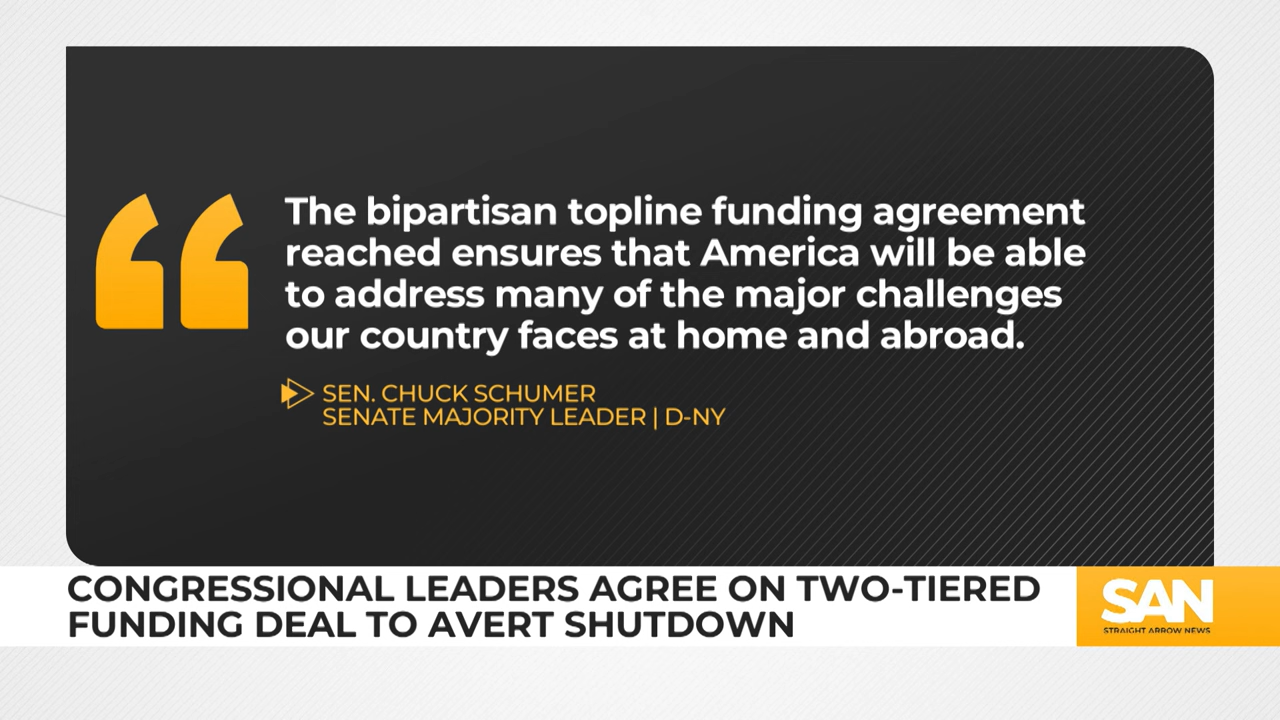 The bipartisan topline funding agreement
reached ensures that America will be able
to address many of the major challenges
our country faces at home and abroad.
SEN. CHUCK SCHUMER
SENATE MAJORITY LEADER | D-NY
CONGRESSIONAL LEADERS AGREE ON TWO-TIERED
FUNDING DEAL TO AVERT SHUTDOWN
SAN
STRAIGHT ARROW NEWS